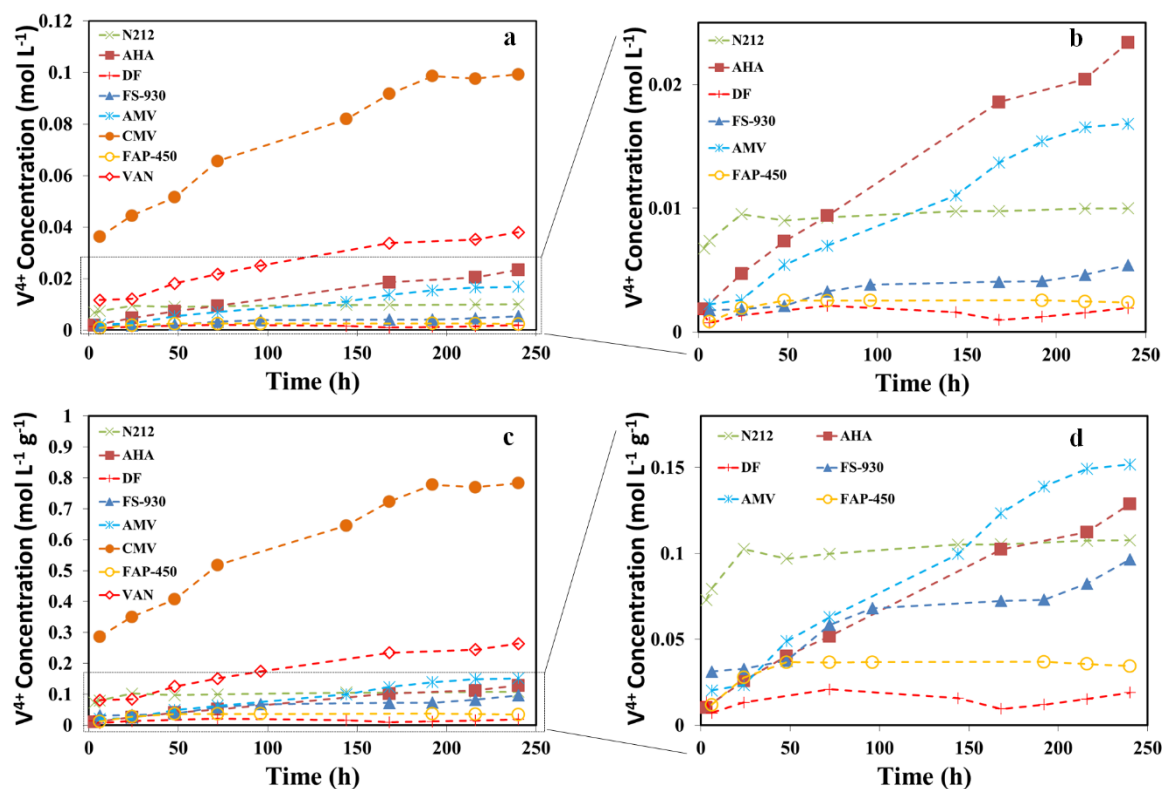 a
V⁴⁺ Concentration (mol L⁻¹)
0.12
0.1
0.08
0.06
0.04
0.02
0
N212
AHA
DF
FS-930
AMV
CMV
FAP-450
VAN
0 50 100 150 200 250
Time (h)
b
V⁴⁺ Concentration (mol L⁻¹)
0.02
0.01
0
N212
AHA
DF
FS-930
AMV
FAP-450
0 50 100 150 200 250
Time (h)
c
V⁴⁺ Concentration (mol L⁻¹ g⁻¹)
1
0.9
0.8
0.7
0.6
0.5
0.4
0.3
0.2
0.1
0
N212
AHA
DF
FS-930
AMV
CMV
FAP-450
VAN
0 50 100 150 200 250
Time (h)
d
V⁴⁺ Concentration (mol L⁻¹ g⁻¹)
0.15
0.1
0.05
0
N212 AHA
DF FS-930
AMV FAP-450
0 50 100 150 200 250
Time (h)